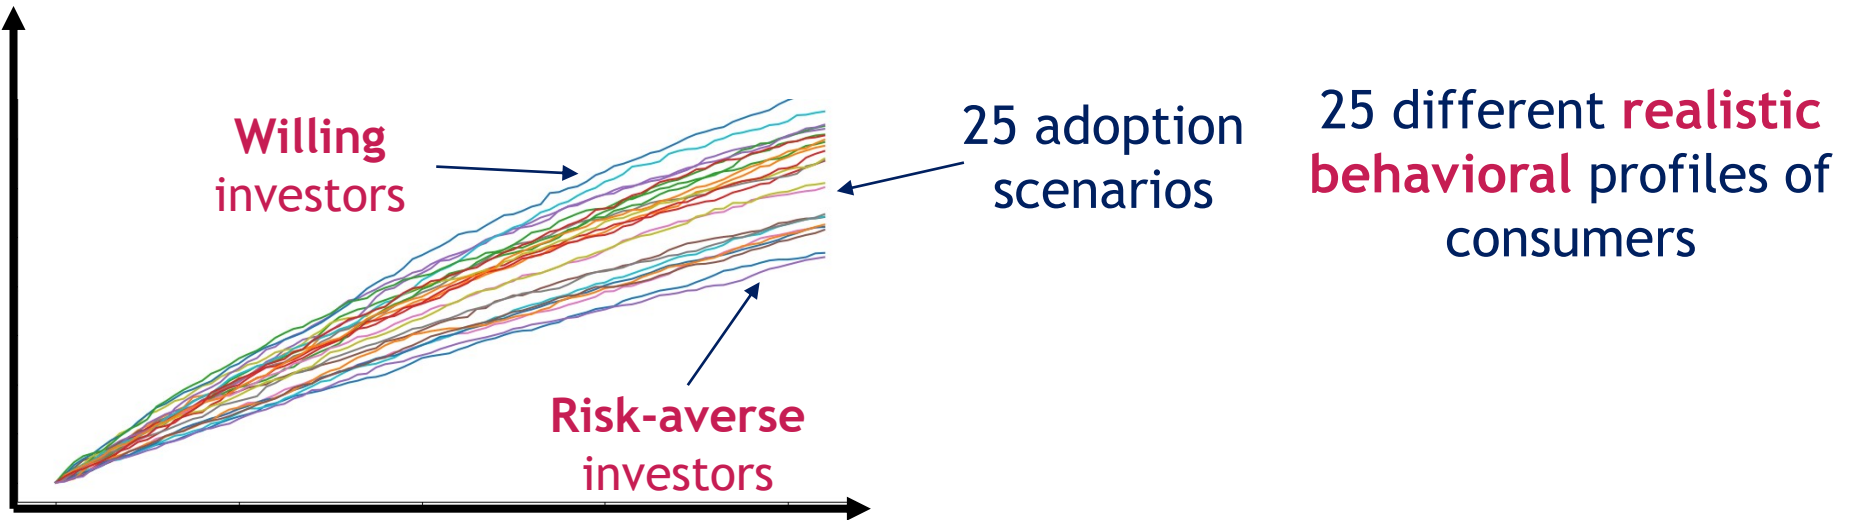 Willing
investors
25 adoption
scenarios
25 different realistic
behavioral profiles of
consumers
Risk-averse
investors